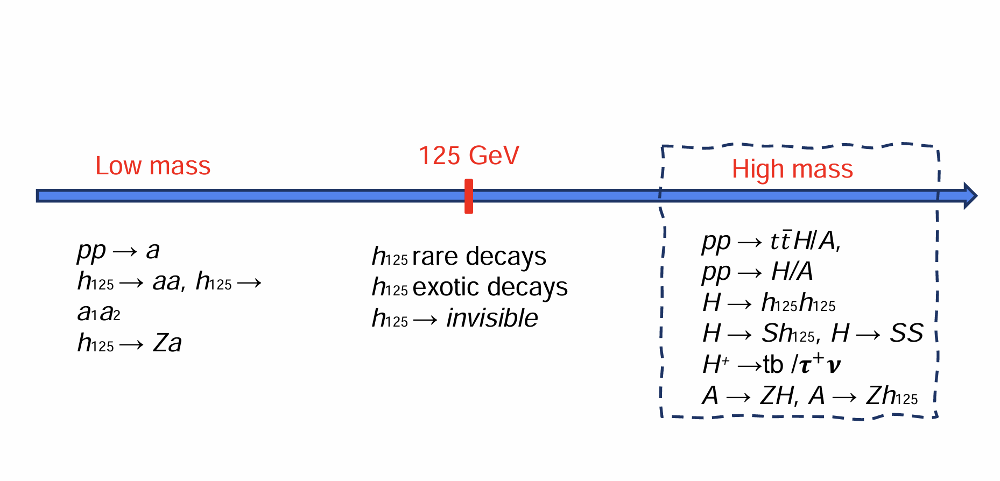 Low mass
125 GeV
High mass
pp → a
h₁₂₅ → aa, h₁₂₅ →
a₁a₂
h₁₂₅ → Za
h₁₂₅ rare decays
h₁₂₅ exotic decays
h₁₂₅ → invisible
pp → tt̄H/A,
pp → H/A
H → h₁₂₅h₁₂₅
H → Sh₁₂₅, H → SS
H⁺ →tb /τ⁺ν
A → ZH, A → Zh₁₂₅